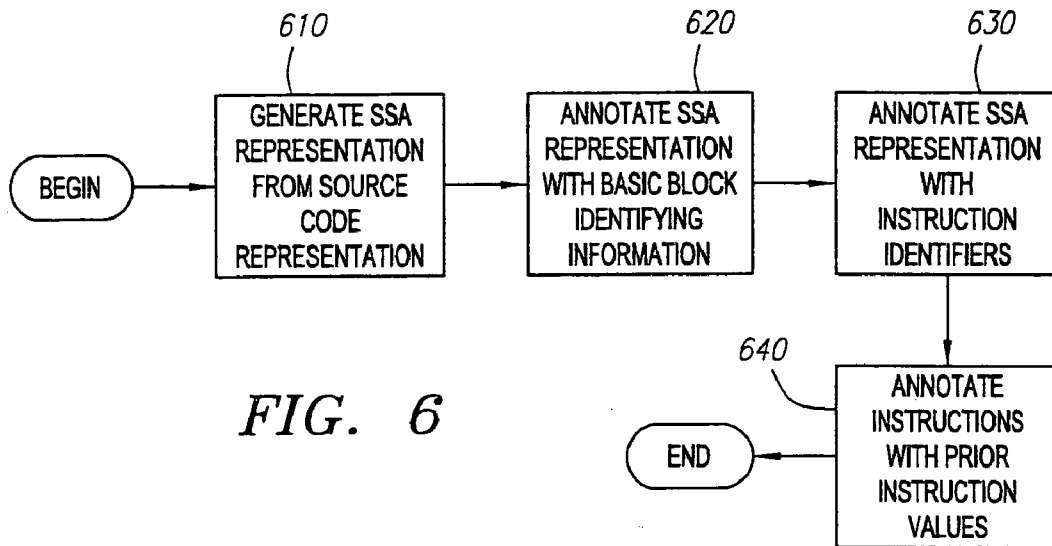 610
620
630
BEGIN
GENERATE SSA
REPRESENTATION
FROM SOURCE
CODE
REPRESENTATION
ANNOTATE SSA
REPRESENTATION
WITH BASIC BLOCK
IDENTIFYING
INFORMATION
ANNOTATE SSA
REPRESENTATION
WITH
INSTRUCTION
IDENTIFIERS
640
ANNOTATE
INSTRUCTIONS
WITH PRIOR
INSTRUCTION
VALUES
END
FIG. 6